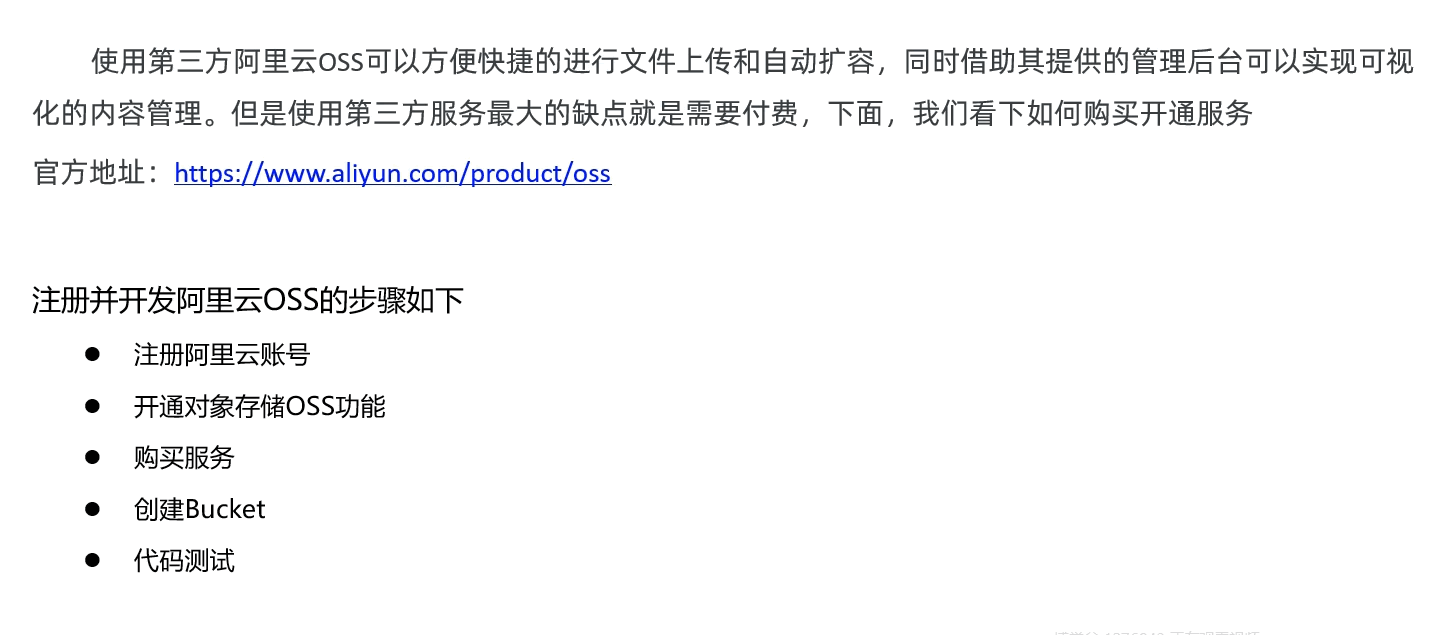 使用第三方阿里云OSS可以方便快捷的进行文件上传和自动扩容，同时借助其提供的管理后台可以实现可视
化的内容管理。但是使用第三方服务最大的缺点就是需要付费，下面，我们看下如何购买开通服务
官方地址：https://www.aliyun.com/product/oss
注册并开发阿里云OSS的步骤如下
● 注册阿里云账号
● 开通对象存储OSS功能
● 购买服务
● 创建Bucket
● 代码测试